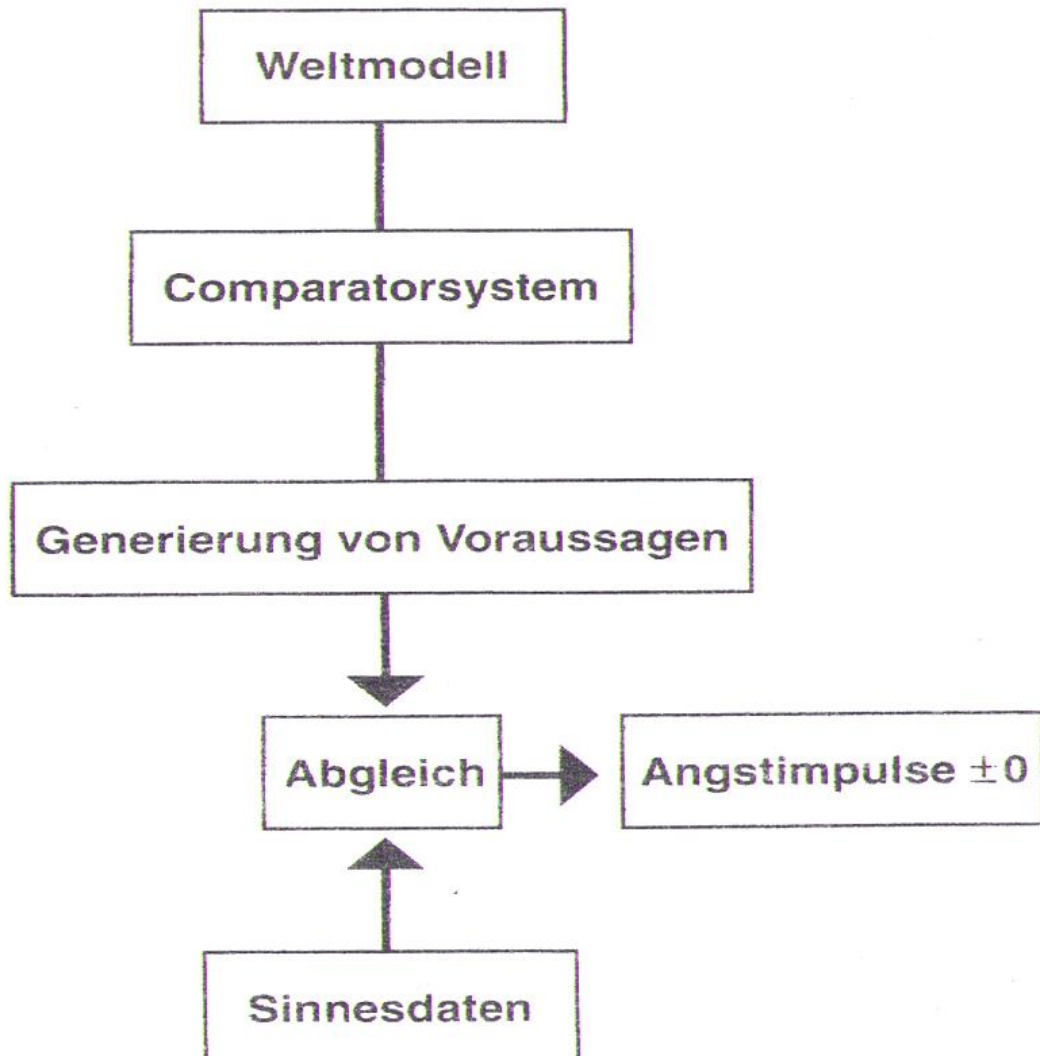 Weltmodell
Comparatorsystem
Generierung von Voraussagen
Abgleich
Angstimpulse ±0
Sinnesdaten